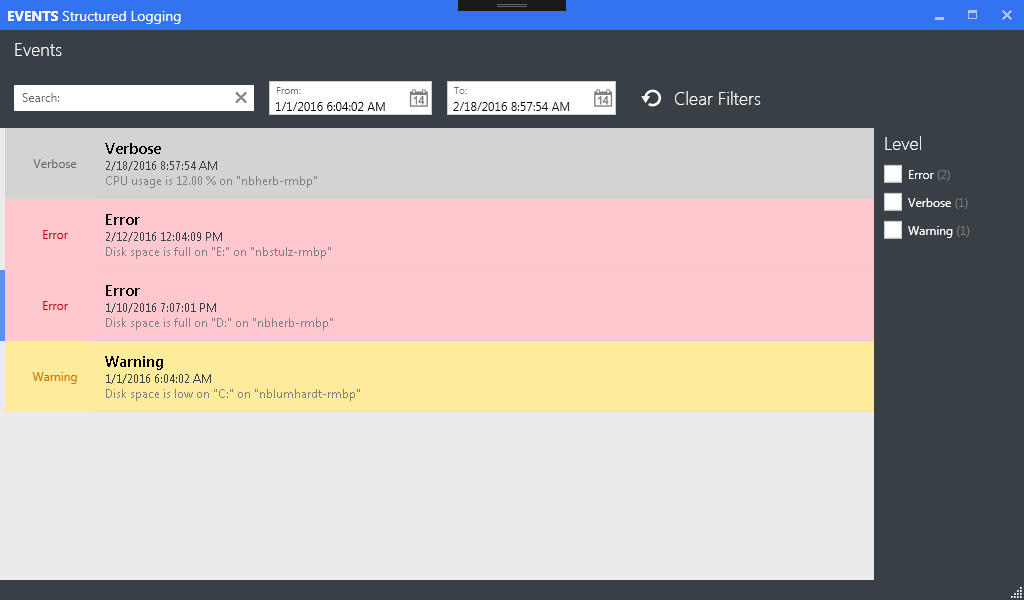 EVENTS Structured Logging
Events
Search:
From:
1/1/2016 6:04:02 AM
14
To:
2/18/2016 8:57:54 AM
14
Clear Filters
Verbose
Verbose
2/18/2016 8:57:54 AM
CPU usage is 12.00 % on "nbherb-rmbp"
Error
Error
2/12/2016 12:04:09 PM
Disk space is full on "E:" on "nbstulz-rmbp"
Error
Error
1/10/2016 7:07:01 PM
Disk space is full on "D:" on "nbherb-rmbp"
Warning
Warning
1/1/2016 6:04:02 AM
Disk space is low on "C:" on "nblumhardt-rmbp"
Level
Error (2)
Verbose (1)
Warning (1)